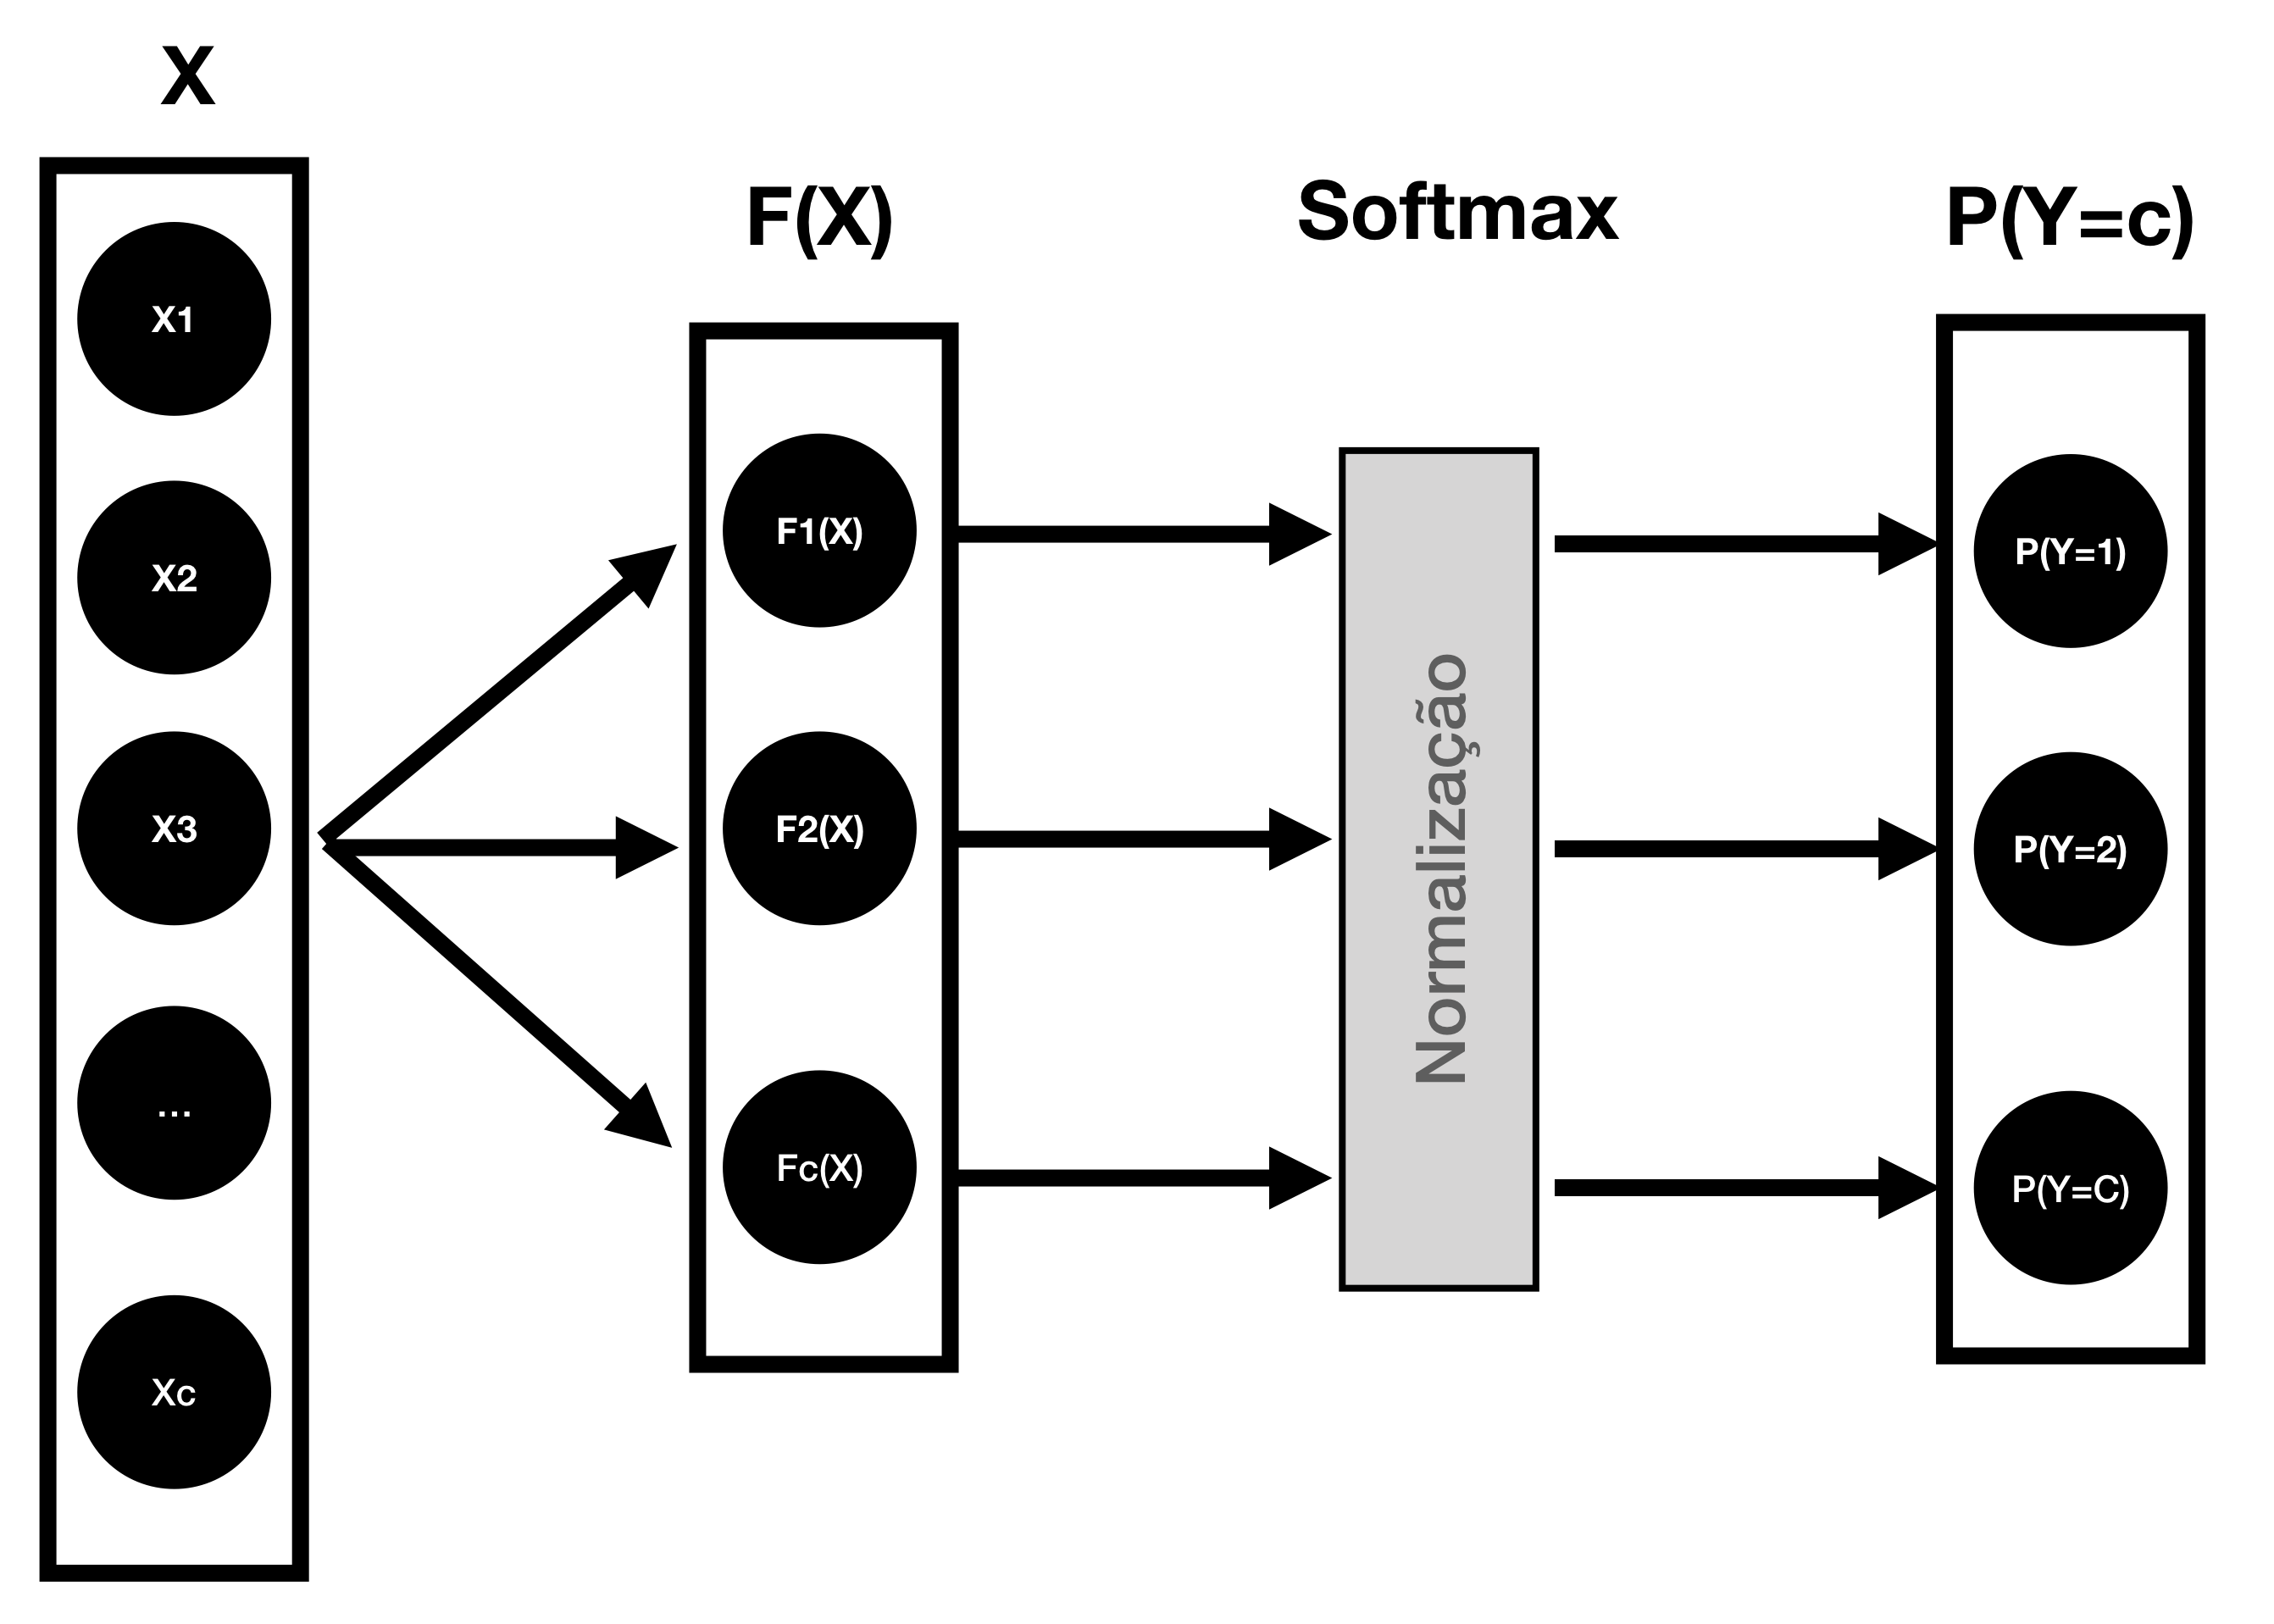 X
F(X)
Softmax
P(Y=c)
X1
X2
X3
...
Xc
F1(X)
F2(X)
Fc(X)
Normalização
P(Y=1)
P(Y=2)
P(Y=C)